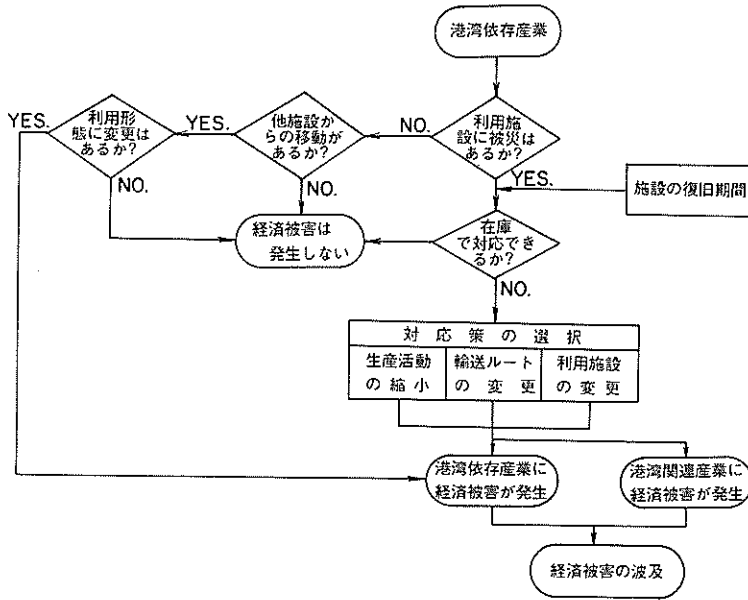 港湾依存産業
利用施
設に被災は
あるか?
NO.
他施設か
らの移動が
あるか?
YES.
利用形
態に変更は
あるか?
YES.
NO.
NO.
YES.
施設の復旧期間
経済被害は
発生しない
在庫
で対応でき
るか?
NO.
対応策の選択
生産活動
の縮小
輸送ルート
の変更
利用施設
の変更
港湾依存産業に
経済被害が発生
港湾関連産業に
経済被害が発生
経済被害の波及